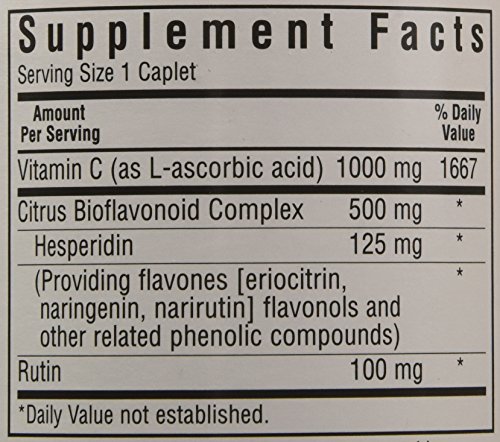 Supplement Facts
Serving Size 1 Caplet
Amount Per Serving % Daily Value
Vitamin C (as L-ascorbic acid) 1000 mg 1667
Citrus Bioflavonoid Complex 500 mg *
Hesperidin 125 mg *
(Providing flavones [eriocitrin, *
naringenin, narirutin] flavonols and
other related phenolic compounds)
Rutin 100 mg *
*Daily Value not established.